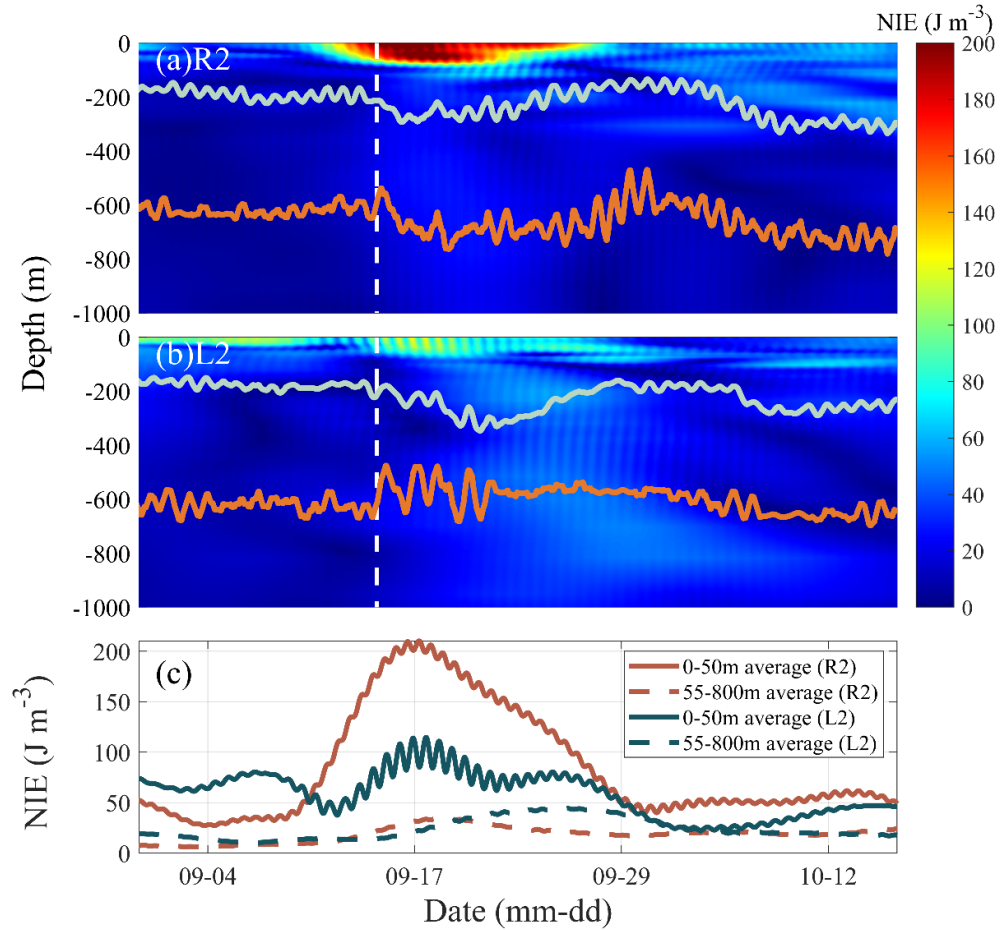 NIE (J m⁻³)
0
(a)R2
-200
-400
-600
-800
-1000
0
(b)L2
-200
-400
-600
-800
-1000
Depth (m)
200
180
160
140
120
100
80
60
40
20
0
200
150
100
50
0
NIE (J m⁻³)
(c)
0-50m average (R2)
55-800m average (R2)
0-50m average (L2)
55-800m average (L2)
09-04 09-17 09-29 10-12
Date (mm-dd)